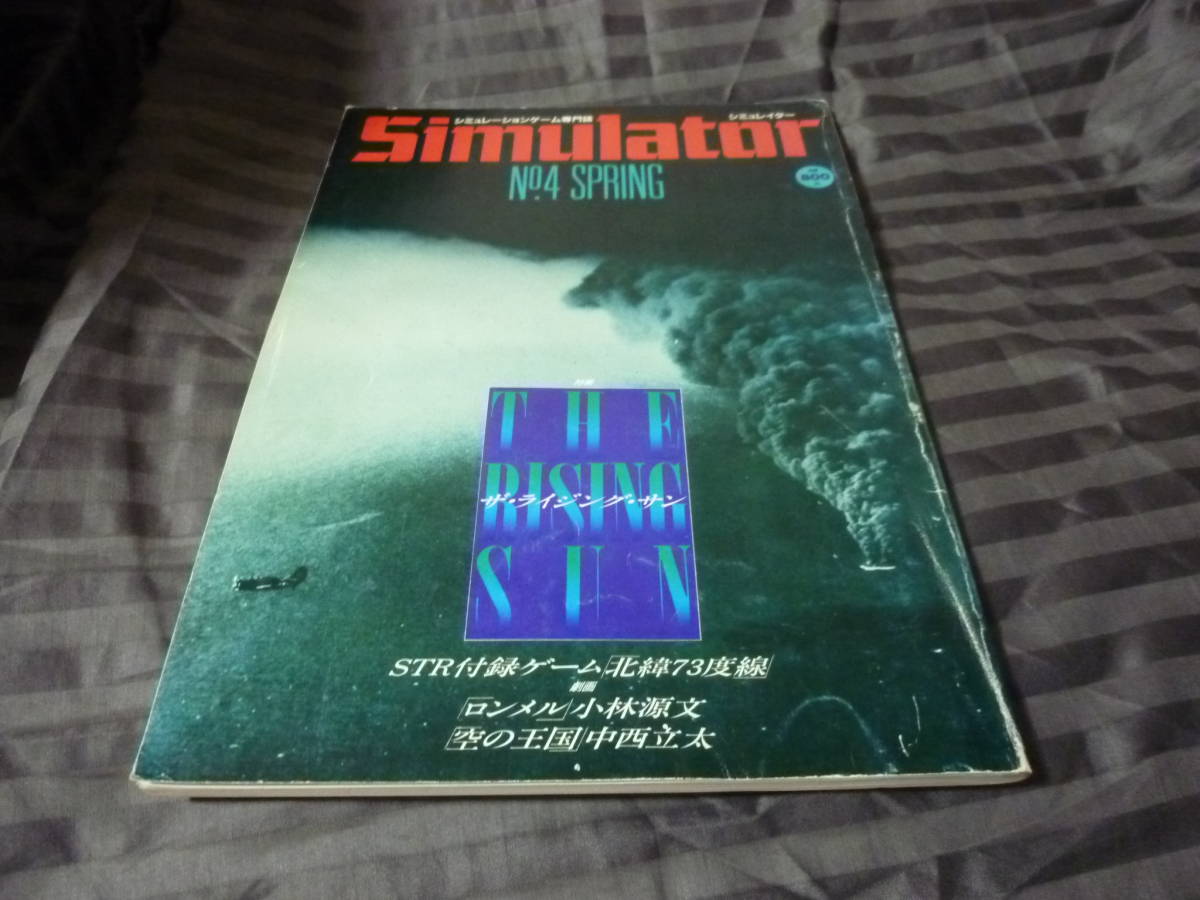 シミュレーションゲーム専門誌
シミュレイター
Simulator
800
No.4 SPRING
特集
THE
RISING
ザ・ライジング・サン
SUN
STR付録ゲーム「北緯73度線」
劇画
「ロンメル」小林源文
「空の王国」中西立太